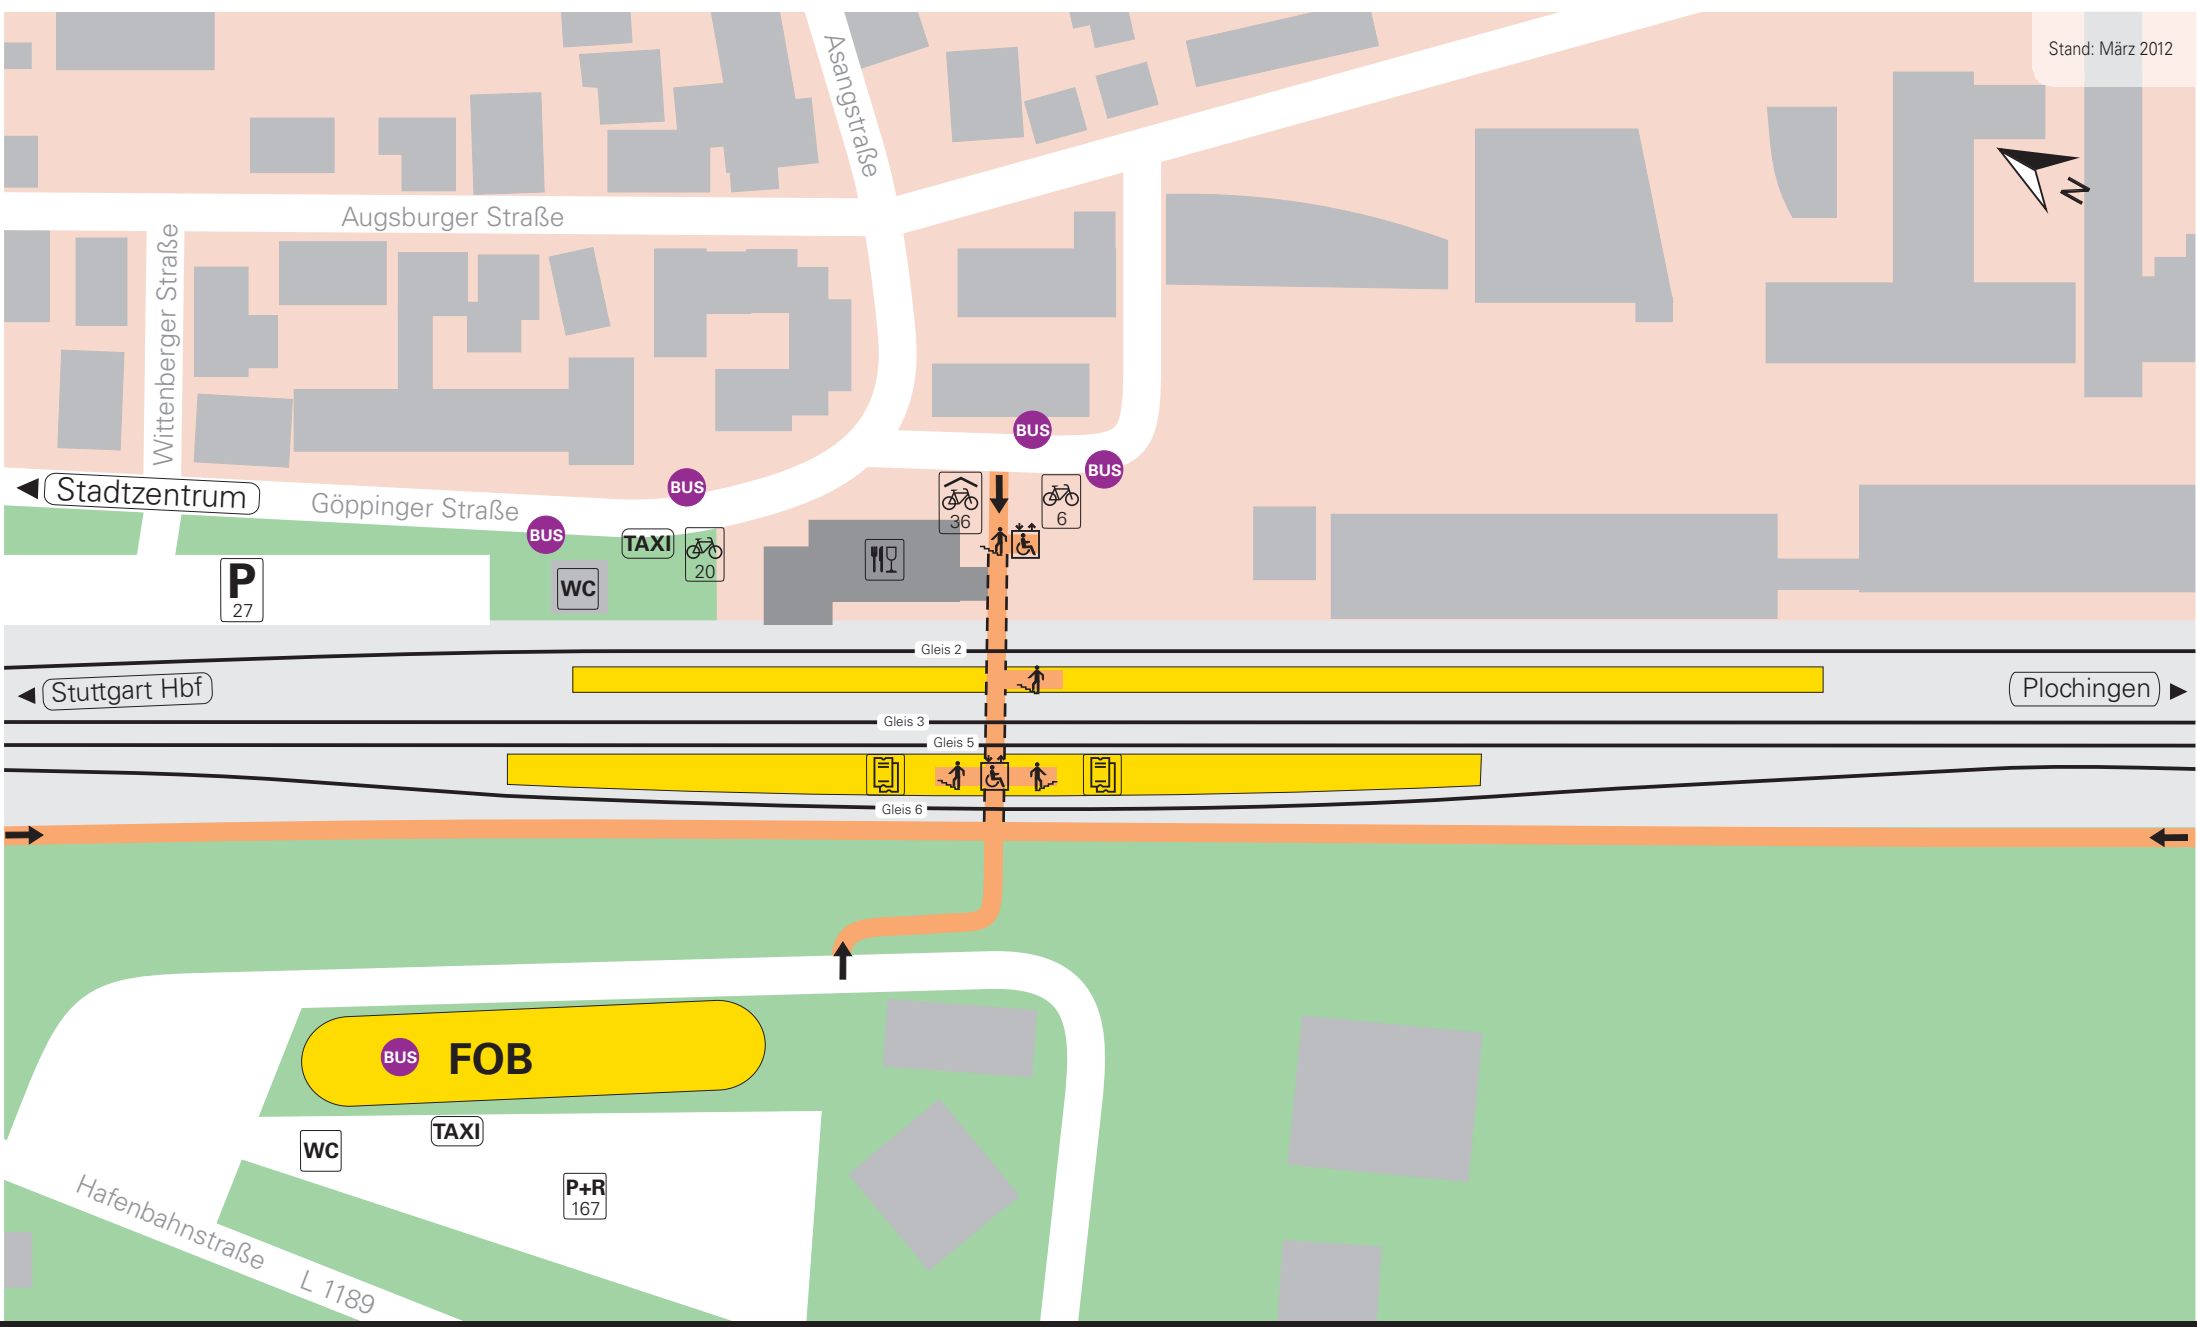 Stand: März 2012
Asangstraße
N
Augsburger Straße
Wittenberger Straße
BUS
BUS
Stadtzentrum
Göppinger Straße
BUS
36
6
BUS
TAXI
20
P
27
WC
Gleis 2
Stuttgart Hbf
Plochingen
Gleis 3
Gleis 5
Gleis 6
BUS
FOB
TAXI
WC
P+R
167
Hafenbahnstraße
L 1189